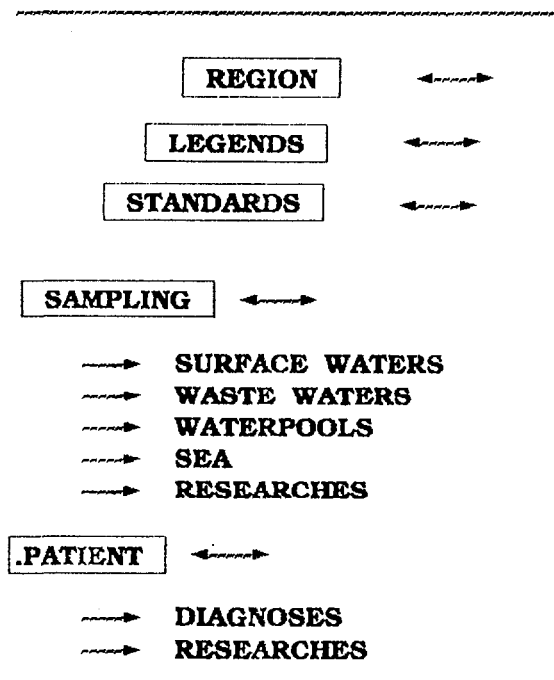 REGION
LEGENDS
STANDARDS
SAMPLING
SURFACE WATERS
WASTE WATERS
WATERPOOLS
SEA
RESEARCHES
.PATIENT
DIAGNOSES
RESEARCHES